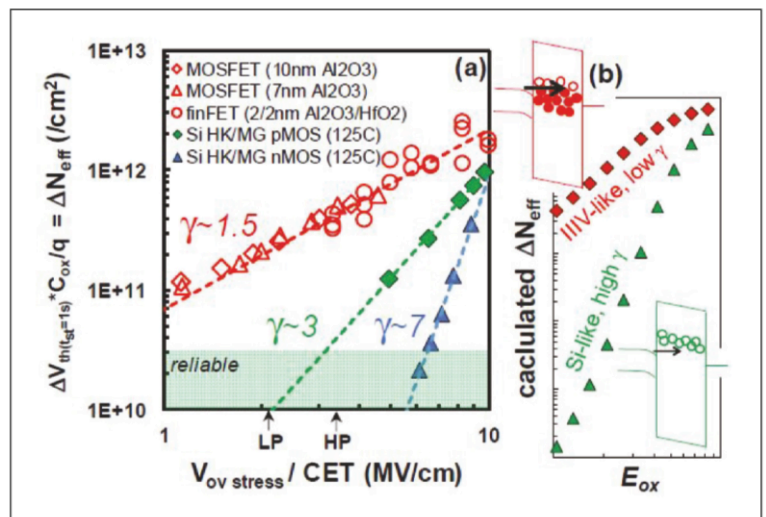 1E+13
1E+12
1E+11
1E+10
ΔVth(tst=1s)*Cox/q = ΔNeff (/cm2)
(a)
MOSFET (10nm Al2O3)
MOSFET (7nm Al2O3)
finFET (2/2nm Al2O3/HfO2)
Si HK/MG pMOS (125C)
Si HK/MG nMOS (125C)
γ~1.5
γ~3
γ~7
reliable
1
LP
HP
10
Vov stress / CET (MV/cm)
(b)
caclulated ΔNeff
IIIV-like, low γ
Si-like, high γ
Eox